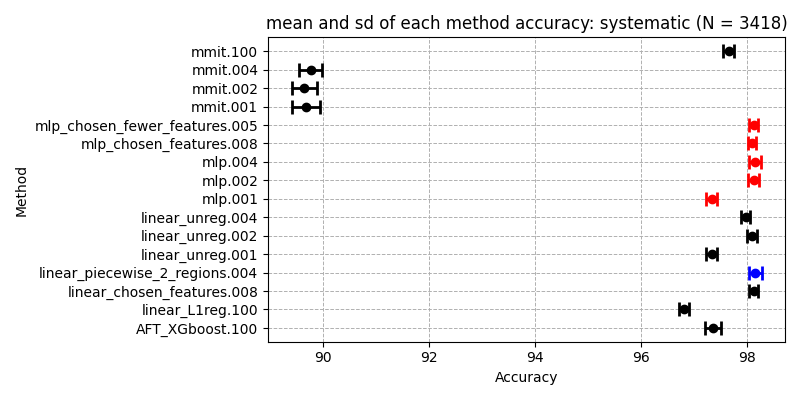 mean and sd of each method accuracy: systematic (N = 3418)
mmit.100
mmit.004
mmit.002
mmit.001
mlp_chosen_fewer_features.005
mlp_chosen_features.008
mlp.004
mlp.002
mlp.001
linear_unreg.004
linear_unreg.002
linear_unreg.001
linear_piecewise_2_regions.004
linear_chosen_features.008
linear_L1reg.100
AFT_XGboost.100
Method
90 92 94 96 98
Accuracy